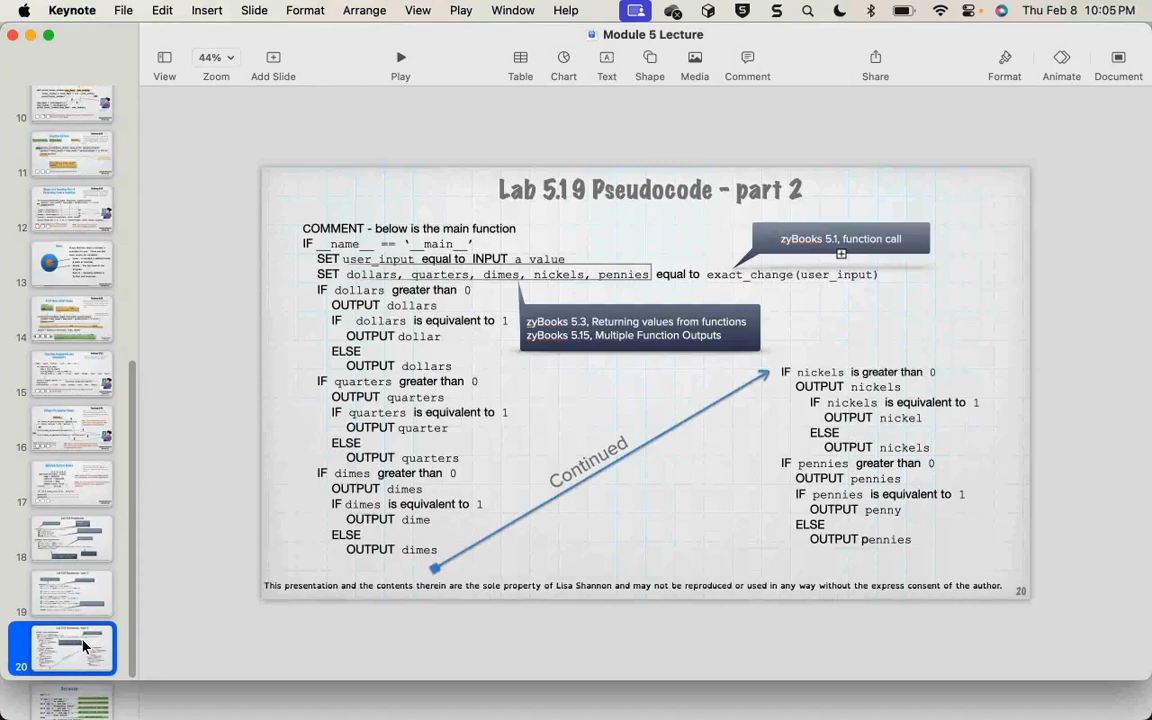 Keynote File Edit Insert Slide Format Arrange View Play Window Help Thu Feb 8 10:05 PM
Module 5 Lecture
44%
View Zoom Add Slide Play Table Chart Text Shape Media Comment Share Format Animate Document
10
11
12
13
14
15
16
17
18
19
20
Lab 5.19 Pseudocode - part 2
COMMENT - below is the main function
IF __name__ == '__main__'
SET user_input equal to INPUT a value
SET dollars, quarters, dimes, nickels, pennies equal to exact_change(user_input)
zyBooks 5.1, function call
zyBooks 5.3, Returning values from functions
zyBooks 5.15, Multiple Function Outputs
IF dollars greater than 0
OUTPUT dollars
IF dollars is equivalent to 1
OUTPUT dollar
ELSE
OUTPUT dollars
IF quarters greater than 0
OUTPUT quarters
IF quarters is equivalent to 1
OUTPUT quarter
ELSE
OUTPUT quarters
IF dimes greater than 0
OUTPUT dimes
IF dimes is equivalent to 1
OUTPUT dime
ELSE
OUTPUT dimes
Continued
IF nickels is greater than 0
OUTPUT nickels
IF nickels is equivalent to 1
OUTPUT nickel
ELSE
OUTPUT nickels
IF pennies greater than 0
OUTPUT pennies
IF pennies is equivalent to 1
OUTPUT penny
ELSE
OUTPUT pennies
This presentation and the contents therein are the sole property of Lisa Shannon and may not be reproduced or used in any way without the express consent of the author.
20